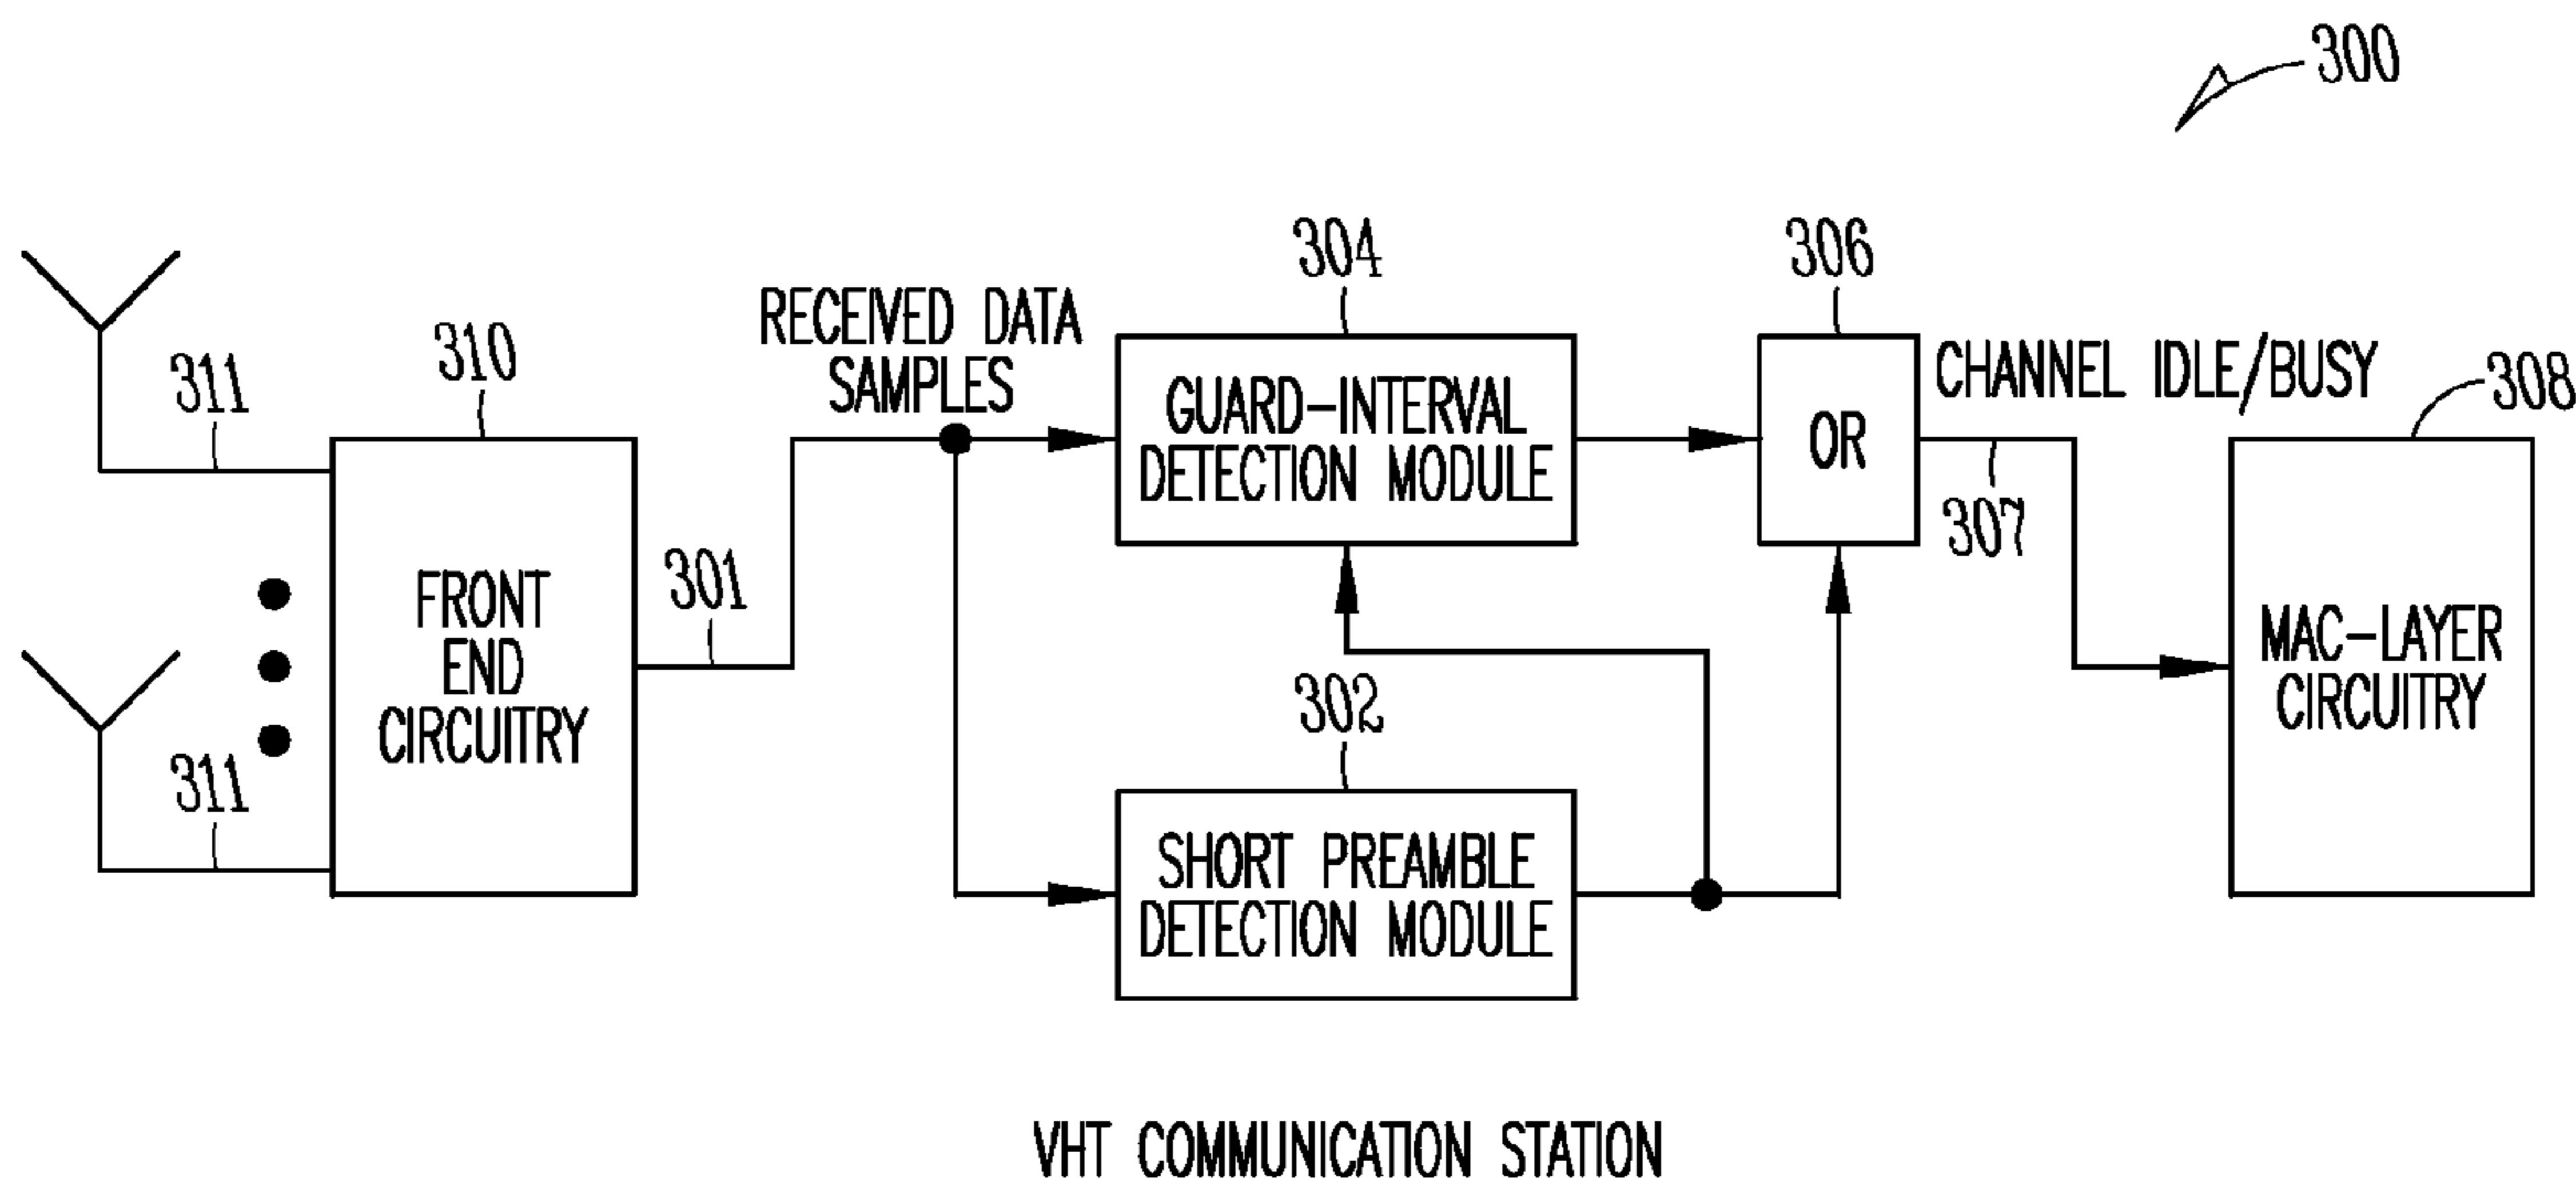 300
304
306
RECEIVED DATA
SAMPLES
310
311
CHANNEL IDLE/BUSY
308
GUARD-INTERVAL
DETECTION MODULE
OR
307
301
FRONT
END
CIRCUITRY
MAC-LAYER
CIRCUITRY
302
311
SHORT PREAMBLE
DETECTION MODULE
VHT COMMUNICATION STATION